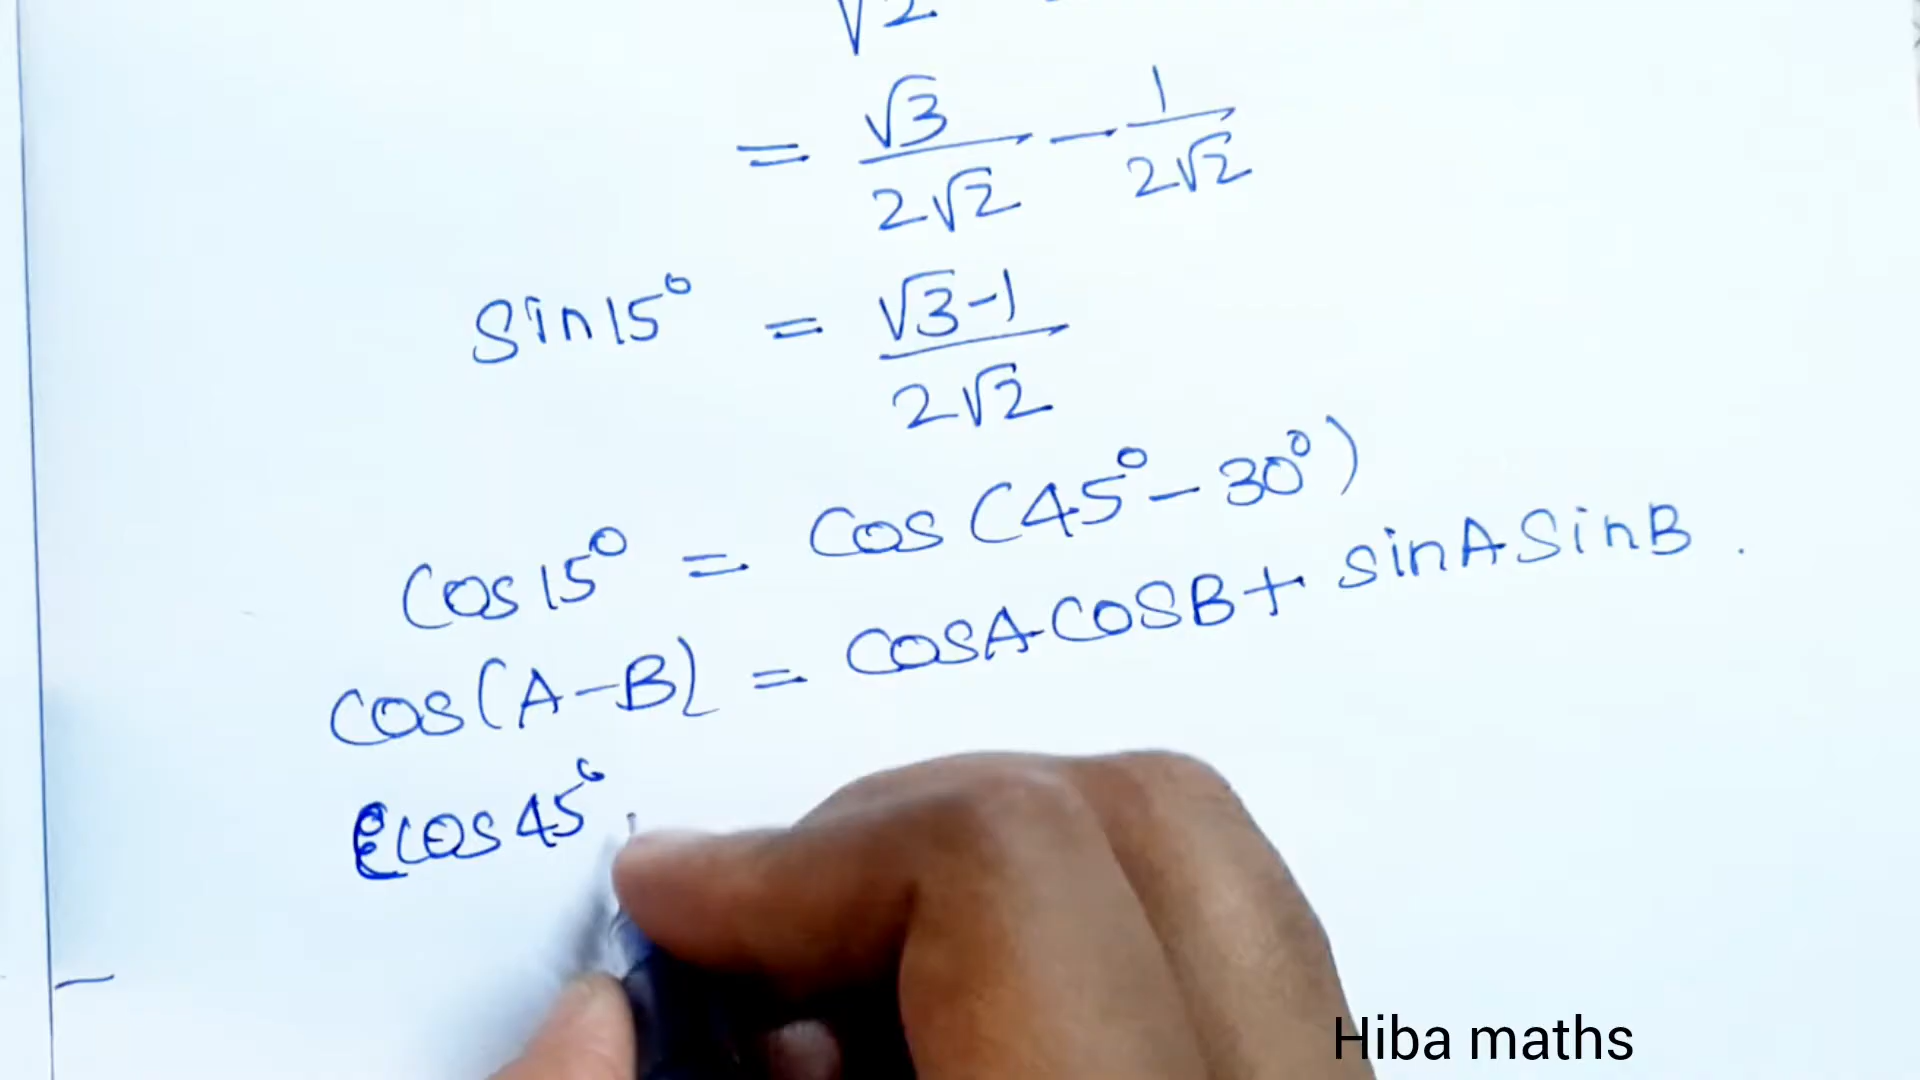 √2
= √3/2√2 - 1/2√2
Sin15° = √3-1/2√2
Cos15° = Cos(45°-30°)
Cos(A-B) = CosA CosB + sinA SinB.
Cos45°
Hiba maths